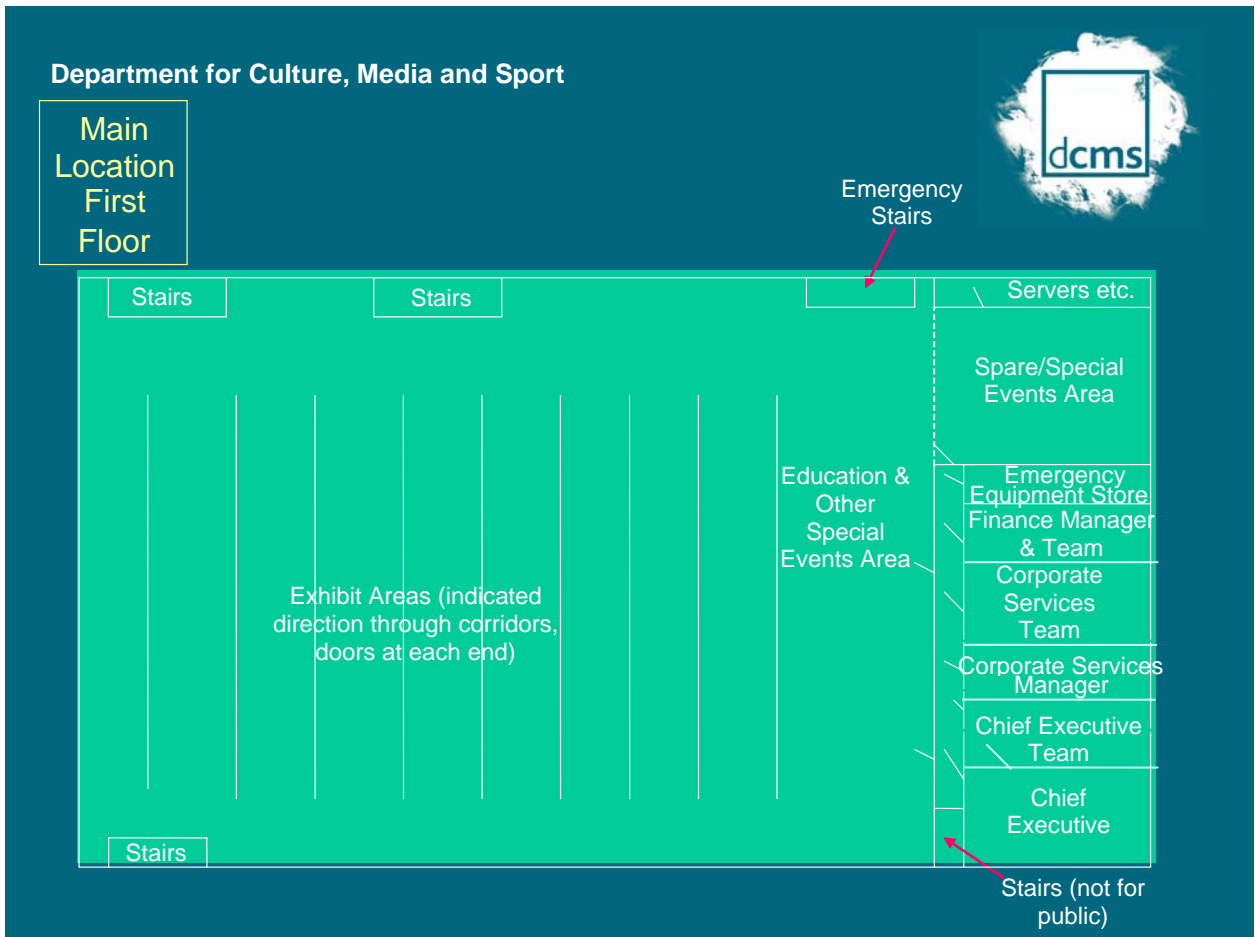 Department for Culture, Media and Sport
Main
Location
First
Floor
dcms
Emergency
Stairs
Stairs
Stairs
Servers etc.
Spare/Special
Events Area
Education &
Other
Special
Events Area
Emergency
Equipment Store
Finance Manager
& Team
Corporate
Services
Team
Corporate Services
Manager
Chief Executive
Team
Chief
Executive
Exhibit Areas (indicated
direction through corridors,
doors at each end)
Stairs
Stairs (not for
public)